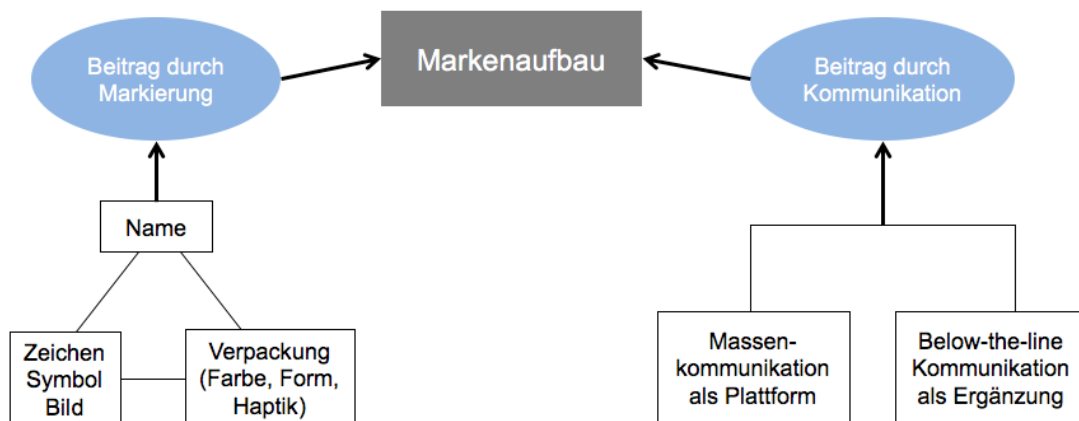 Beitrag durch
Markierung
Markenaufbau
Beitrag durch
Kommunikation
Name
Zeichen
Symbol
Bild
Verpackung
(Farbe, Form,
Haptik)
Massen-
kommunikation
als Plattform
Below-the-line
Kommunikation
als Ergänzung